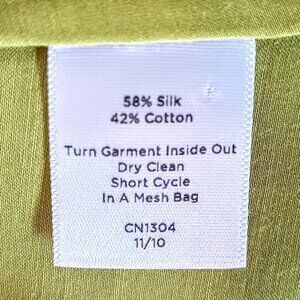 58% Silk
42% Cotton
Turn Garment Inside Out
Dry Clean
Short Cycle
In A Mesh Bag
CN1304
11/10